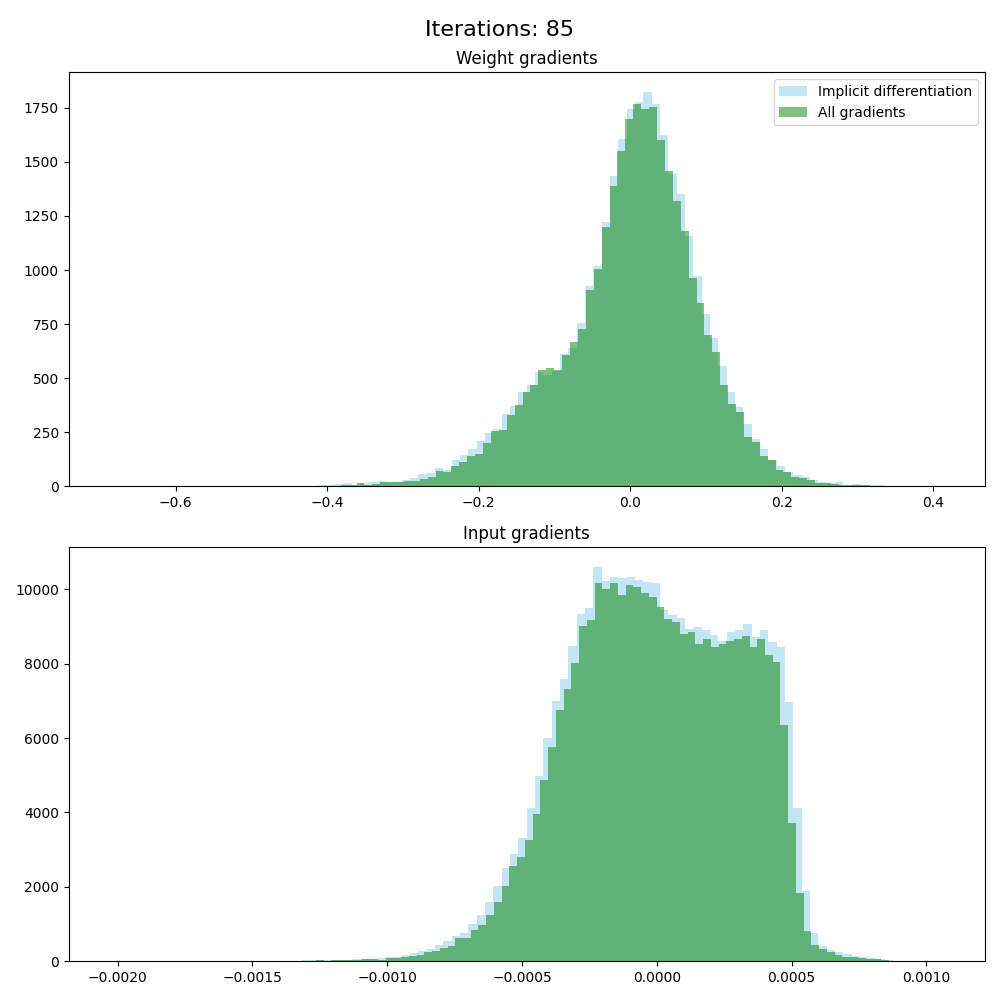 Iterations: 85
Weight gradients
Implicit differentiation
All gradients
1750
1500
1250
1000
750
500
250
0
−0.6 −0.4 −0.2 0.0 0.2 0.4
Input gradients
10000
8000
6000
4000
2000
0
−0.0020 −0.0015 −0.0010 −0.0005 0.0000 0.0005 0.0010